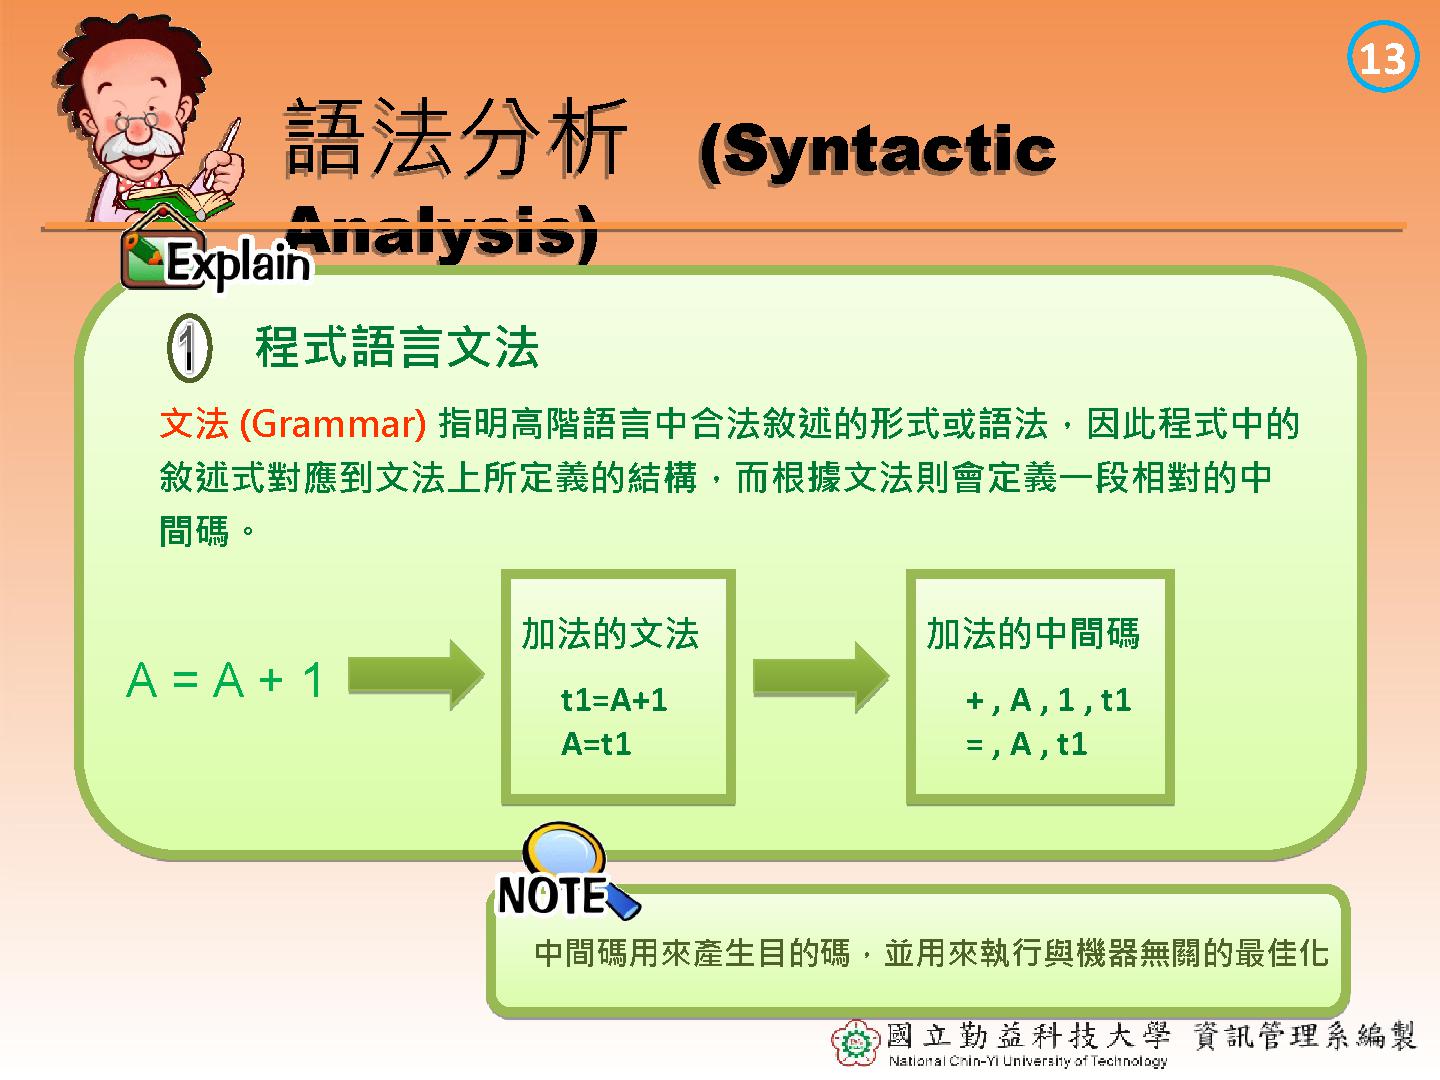 13
語法分析 (Syntactic
Analysis)
Explain
1 程式語言文法
文法 (Grammar) 指明高階語言中合法敘述的形式或語法，因此程式中的
敘述式對應到文法上所定義的結構，而根據文法則會定義一段相對的中
間碼。
A = A + 1
加法的文法
t1=A+1
A=t1
加法的中間碼
+ , A , 1 , t1
= , A , t1
NOTE
中間碼用來產生目的碼，並用來執行與機器無關的最佳化
國立勤益科技大學 資訊管理系編製
National Chin-Yi University of Technology